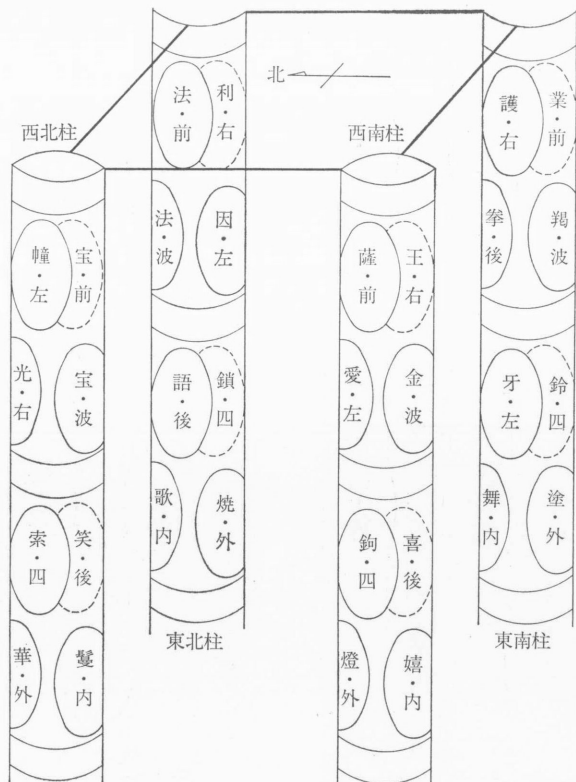 北
西北柱
幢・左
宝・前
光・右
宝・波
索・四
笑・後
華・外
鬘・内
法・前
利・右
法・波
因・左
語・後
鎖・四
歌・内
焼・外
東北柱
西南柱
薩・前
王・右
愛・左
金・波
鉤・四
喜・後
燈・外
嬉・内
護・右
業・前
拳・後
羯・波
牙・左
鈴・四
舞・内
塗・外
東南柱